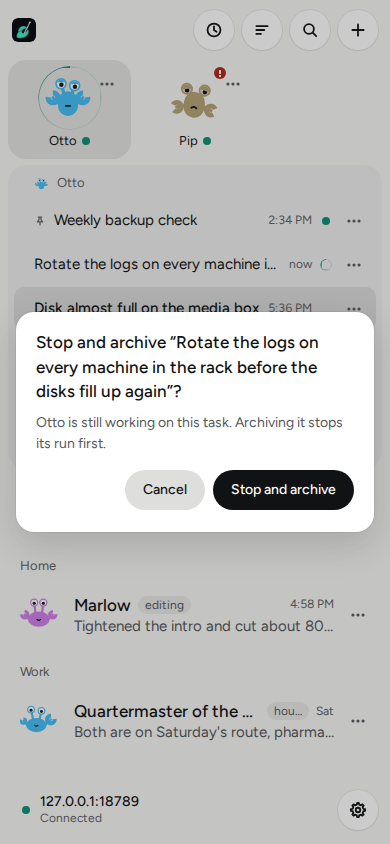 Otto
Pip
Otto
Weekly backup check 2:34 PM
Rotate the logs on every machine i... now
Disk almost full on the media box 5:36 PM
Stop and archive “Rotate the logs on
every machine in the rack before the
disks fill up again”?
Otto is still working on this task. Archiving it stops
its run first.
Cancel
Stop and archive
Home
Marlow editing 4:58 PM
Tightened the intro and cut about 80...
Work
Quartermaster of the ... hou... Sat
Both are on Saturday's route, pharma...
127.0.0.1:18789
Connected